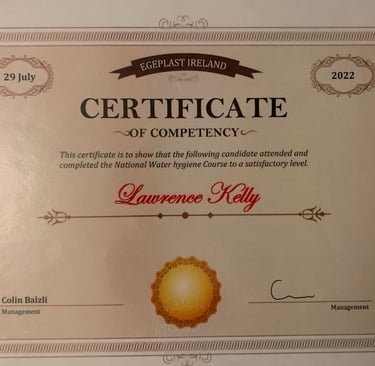 EGEPLAST IRELAND
29 July
2022
CERTIFICATE
OF COMPETENCY
This certificate is to show that the following candidate attended and
completed the National Water hygiene Course to a satisfactory level.
Lawrence Kelly
Colin Balzli
Management
Management